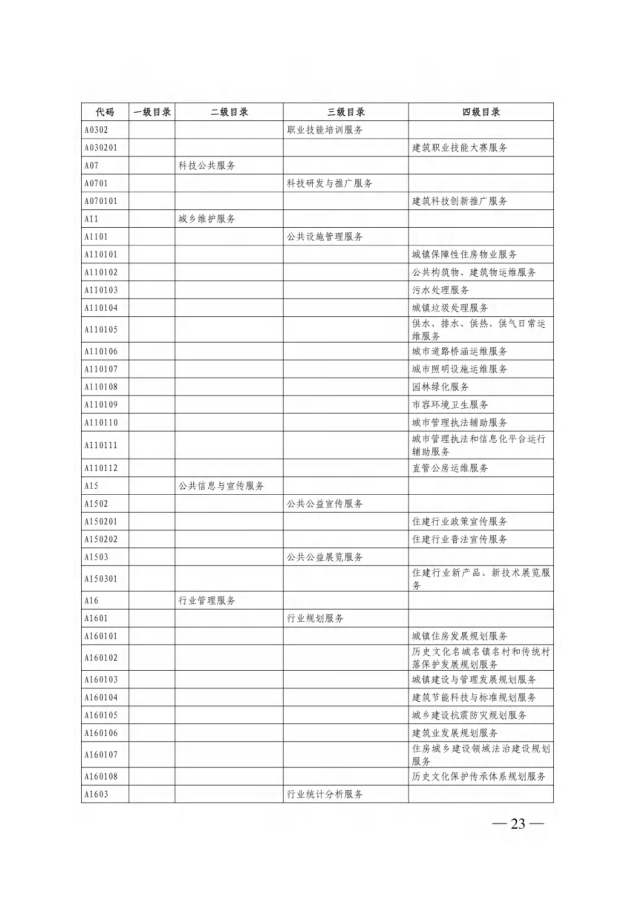 代码 一级目录 二级目录 三级目录 四级目录
A0302 职业技能培训服务
A030201 建筑职业技能大赛服务
A07 科技公共服务
A0701 科技研发与推广服务
A070101 建筑科技创新推广服务
A11 城乡维护服务
A1101 公共设施管理服务
A110101 城镇保障性住房物业服务
A110102 公共构筑物、建筑物运维服务
A110103 污水处理服务
A110104 城镇垃圾处理服务
A110105 供水、排水、供热、供气日常运
维服务
A110106 城市道路桥涵运维服务
A110107 城市照明设施运维服务
A110108 园林绿化服务
A110109 市容环境卫生服务
A110110 城市管理执法辅助服务
A110111 城市管理执法和信息化平台运行
辅助服务
A110112 直管公房运维服务
A15 公共信息与宣传服务
A1502 公共公益宣传服务
A150201 住建行业政策宣传服务
A150202 住建行业普法宣传服务
A1503 公共公益展览服务
A150301 住建行业新产品、新技术展览服
务
A16 行业管理服务
A1601 行业规划服务
A160101 城镇住房发展规划服务
A160102 历史文化名城名镇名村和传统村
落保护发展规划服务
A160103 城镇建设与管理发展规划服务
A160104 建筑节能科技与标准规划服务
A160105 城乡建设抗震防灾规划服务
A160106 建筑业发展规划服务
A160107 住房城乡建设领域法治建设规划
服务
A160108 历史文化保护传承体系规划服务
A1603 行业统计分析服务
— 23 —